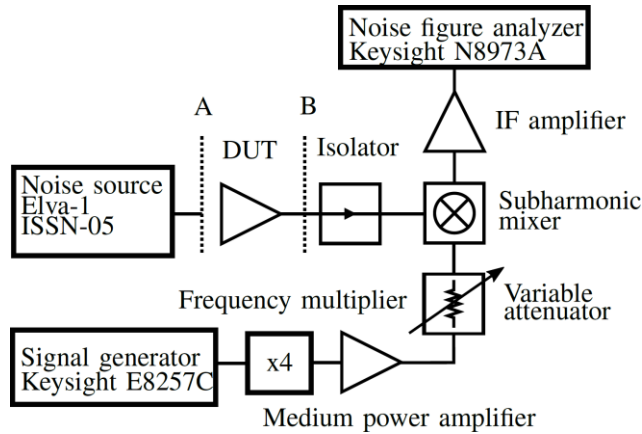 Noise figure analyzer
Keysight N8973A
A
B
IF amplifier
DUT
Isolator
Noise source
Elva-1
ISSN-05
Subharmonic
mixer
Frequency multiplier
Variable
attenuator
Signal generator
Keysight E8257C
x4
Medium power amplifier